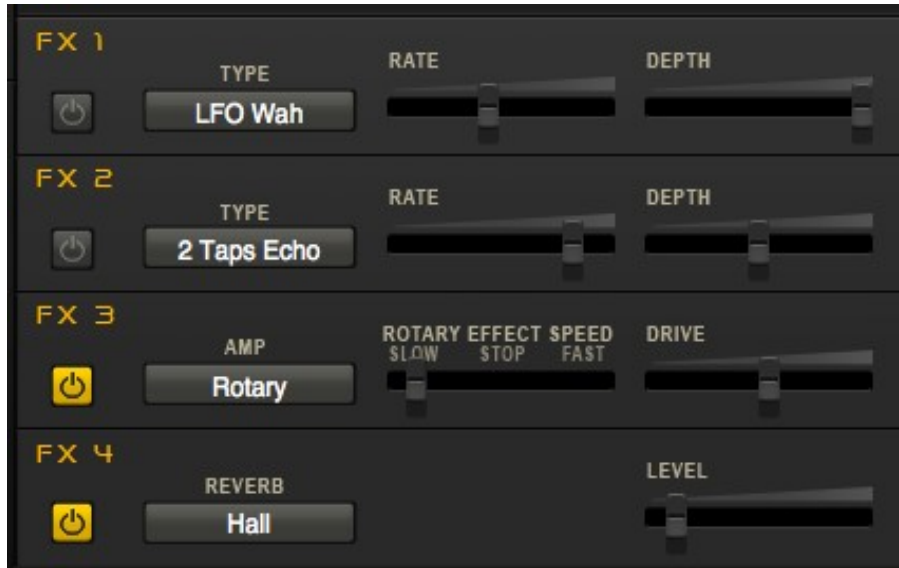 FX 1
TYPE
RATE
DEPTH
LFO Wah
FX 2
TYPE
RATE
DEPTH
2 Taps Echo
FX 3
AMP
ROTARY EFFECT SPEED
SLOW STOP FAST
DRIVE
Rotary
FX 4
REVERB
LEVEL
Hall